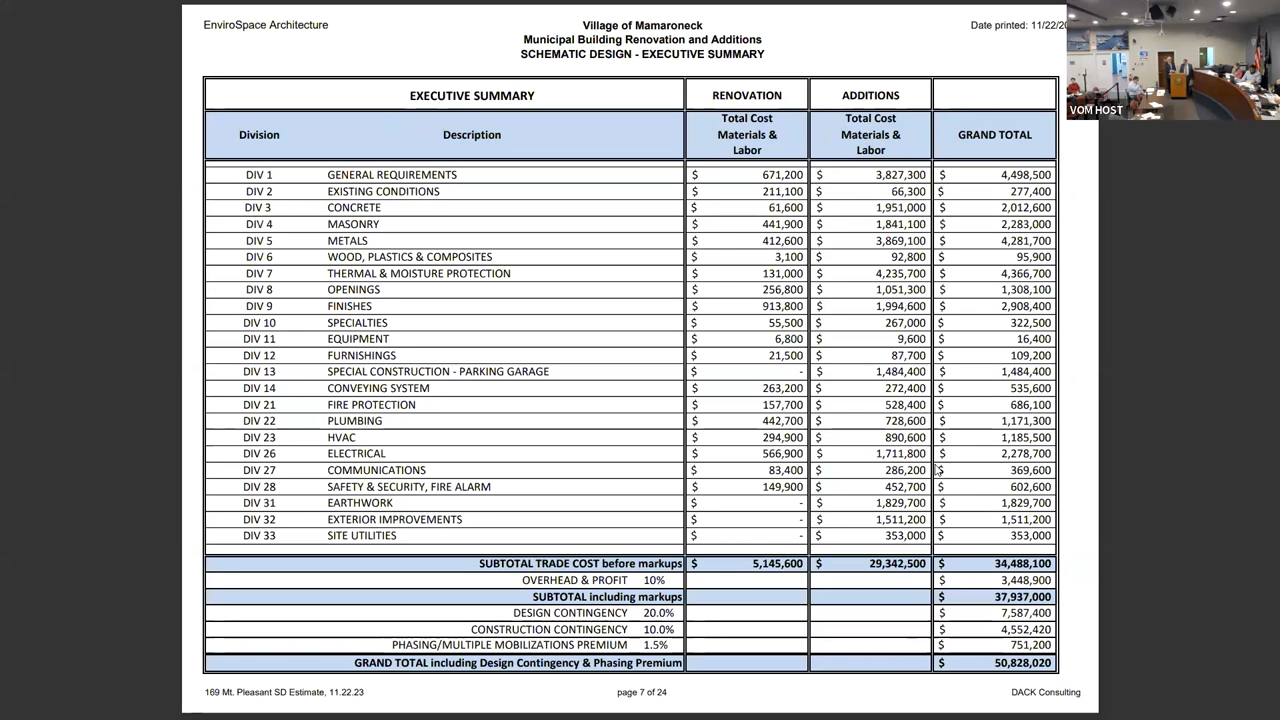 EnviroSpace Architecture
Village of Mamaroneck
Date printed: 11/22/20
Municipal Building Renovation and Additions
SCHEMATIC DESIGN - EXECUTIVE SUMMARY
VOM HOST
EXECUTIVE SUMMARY RENOVATION ADDITIONS
Division Description Total Cost Materials & Labor Total Cost Materials & Labor GRAND TOTAL
DIV 1 GENERAL REQUIREMENTS $ 671,200 $ 3,827,300 $ 4,498,500
DIV 2 EXISTING CONDITIONS $ 211,100 $ 66,300 $ 277,400
DIV 3 CONCRETE $ 61,600 $ 1,951,000 $ 2,012,600
DIV 4 MASONRY $ 441,900 $ 1,841,100 $ 2,283,000
DIV 5 METALS $ 412,600 $ 3,869,100 $ 4,281,700
DIV 6 WOOD, PLASTICS & COMPOSITES $ 3,100 $ 92,800 $ 95,900
DIV 7 THERMAL & MOISTURE PROTECTION $ 131,000 $ 4,235,700 $ 4,366,700
DIV 8 OPENINGS $ 256,800 $ 1,051,300 $ 1,308,100
DIV 9 FINISHES $ 913,800 $ 1,994,600 $ 2,908,400
DIV 10 SPECIALTIES $ 55,500 $ 267,000 $ 322,500
DIV 11 EQUIPMENT $ 6,800 $ 9,600 $ 16,400
DIV 12 FURNISHINGS $ 21,500 $ 87,700 $ 109,200
DIV 13 SPECIAL CONSTRUCTION - PARKING GARAGE $ - $ 1,484,400 $ 1,484,400
DIV 14 CONVEYING SYSTEM $ 263,200 $ 272,400 $ 535,600
DIV 21 FIRE PROTECTION $ 157,700 $ 528,400 $ 686,100
DIV 22 PLUMBING $ 442,700 $ 728,600 $ 1,171,300
DIV 23 HVAC $ 294,900 $ 890,600 $ 1,185,500
DIV 26 ELECTRICAL $ 566,900 $ 1,711,800 $ 2,278,700
DIV 27 COMMUNICATIONS $ 83,400 $ 286,200 $ 369,600
DIV 28 SAFETY & SECURITY, FIRE ALARM $ 149,900 $ 452,700 $ 602,600
DIV 31 EARTHWORK $ - $ 1,829,700 $ 1,829,700
DIV 32 EXTERIOR IMPROVEMENTS $ - $ 1,511,200 $ 1,511,200
DIV 33 SITE UTILITIES $ - $ 353,000 $ 353,000
SUBTOTAL TRADE COST before markups $ 5,145,600 $ 29,342,500 $ 34,488,100
OVERHEAD & PROFIT 10% $ 3,448,900
SUBTOTAL including markups $ 37,937,000
DESIGN CONTINGENCY 20.0% $ 7,587,400
CONSTRUCTION CONTINGENCY 10.0% $ 4,552,420
PHASING/MULTIPLE MOBILIZATIONS PREMIUM 1.5% $ 751,200
GRAND TOTAL including Design Contingency & Phasing Premium $ 50,828,020
169 Mt. Pleasant SD Estimate, 11.22.23 page 7 of 24 DACK Consulting